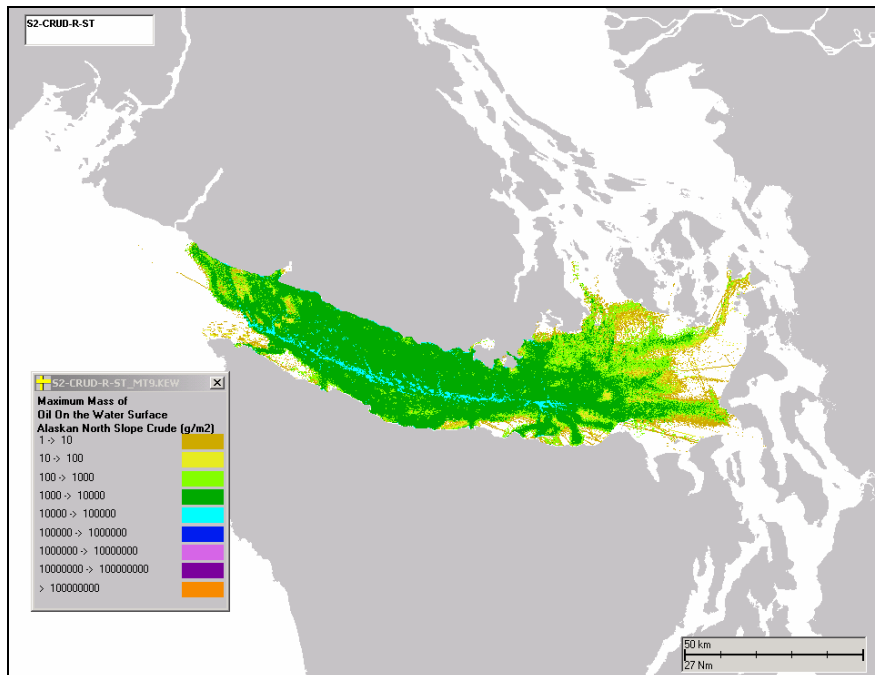 S2-CRUD-R-ST
S2-CRUD-R-ST_MT9.KEW
Maximum Mass of
Oil On the Water Surface
Alaskan North Slope Crude (g/m2)
1 -> 10
10 -> 100
100 -> 1000
1000 -> 10000
10000 -> 100000
100000 -> 1000000
1000000 -> 10000000
10000000 -> 100000000
> 100000000
50 km
27 Nm